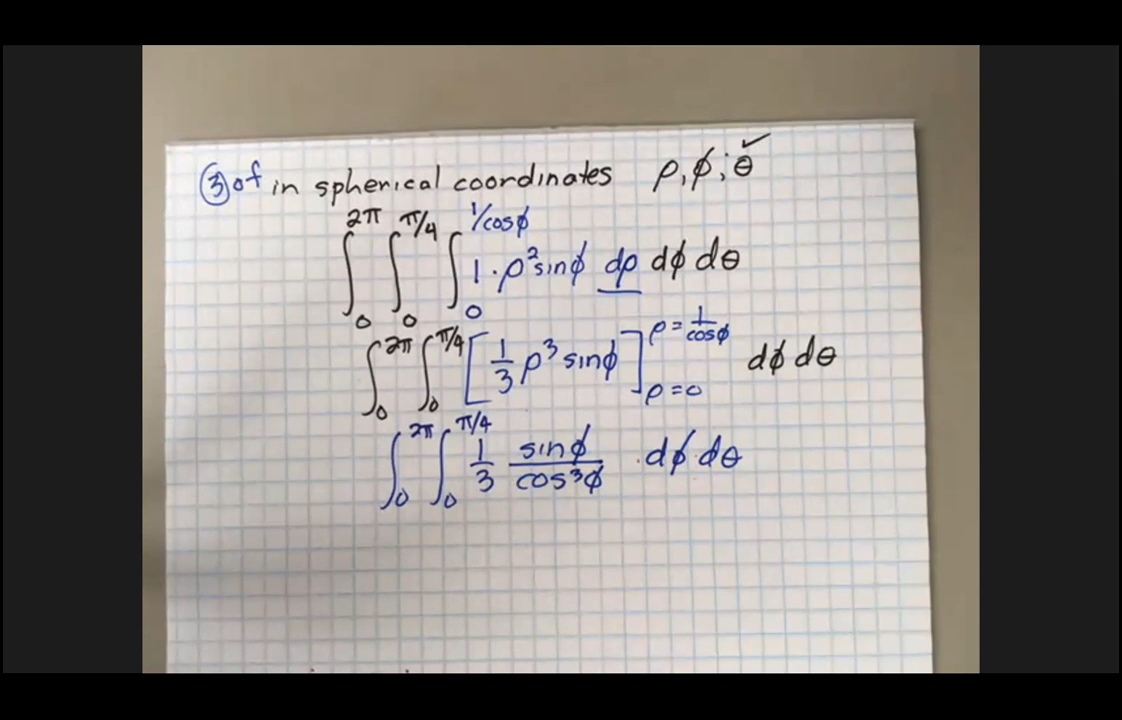 ③ of in spherical coordinates ρ, ϕ; θ ✓
∫₀^{2π} ∫₀^{π/4} ∫₀^{1/cosϕ} 1 · ρ² sinϕ dρ dϕ dθ
∫₀^{2π} ∫₀^{π/4} [ 1/3 ρ³ sinϕ ]_{ρ=0}^{ρ=1/cosϕ} dϕ dθ
∫₀^{2π} ∫₀^{π/4} 1/3 sinϕ/cos³ϕ · dϕ dθ